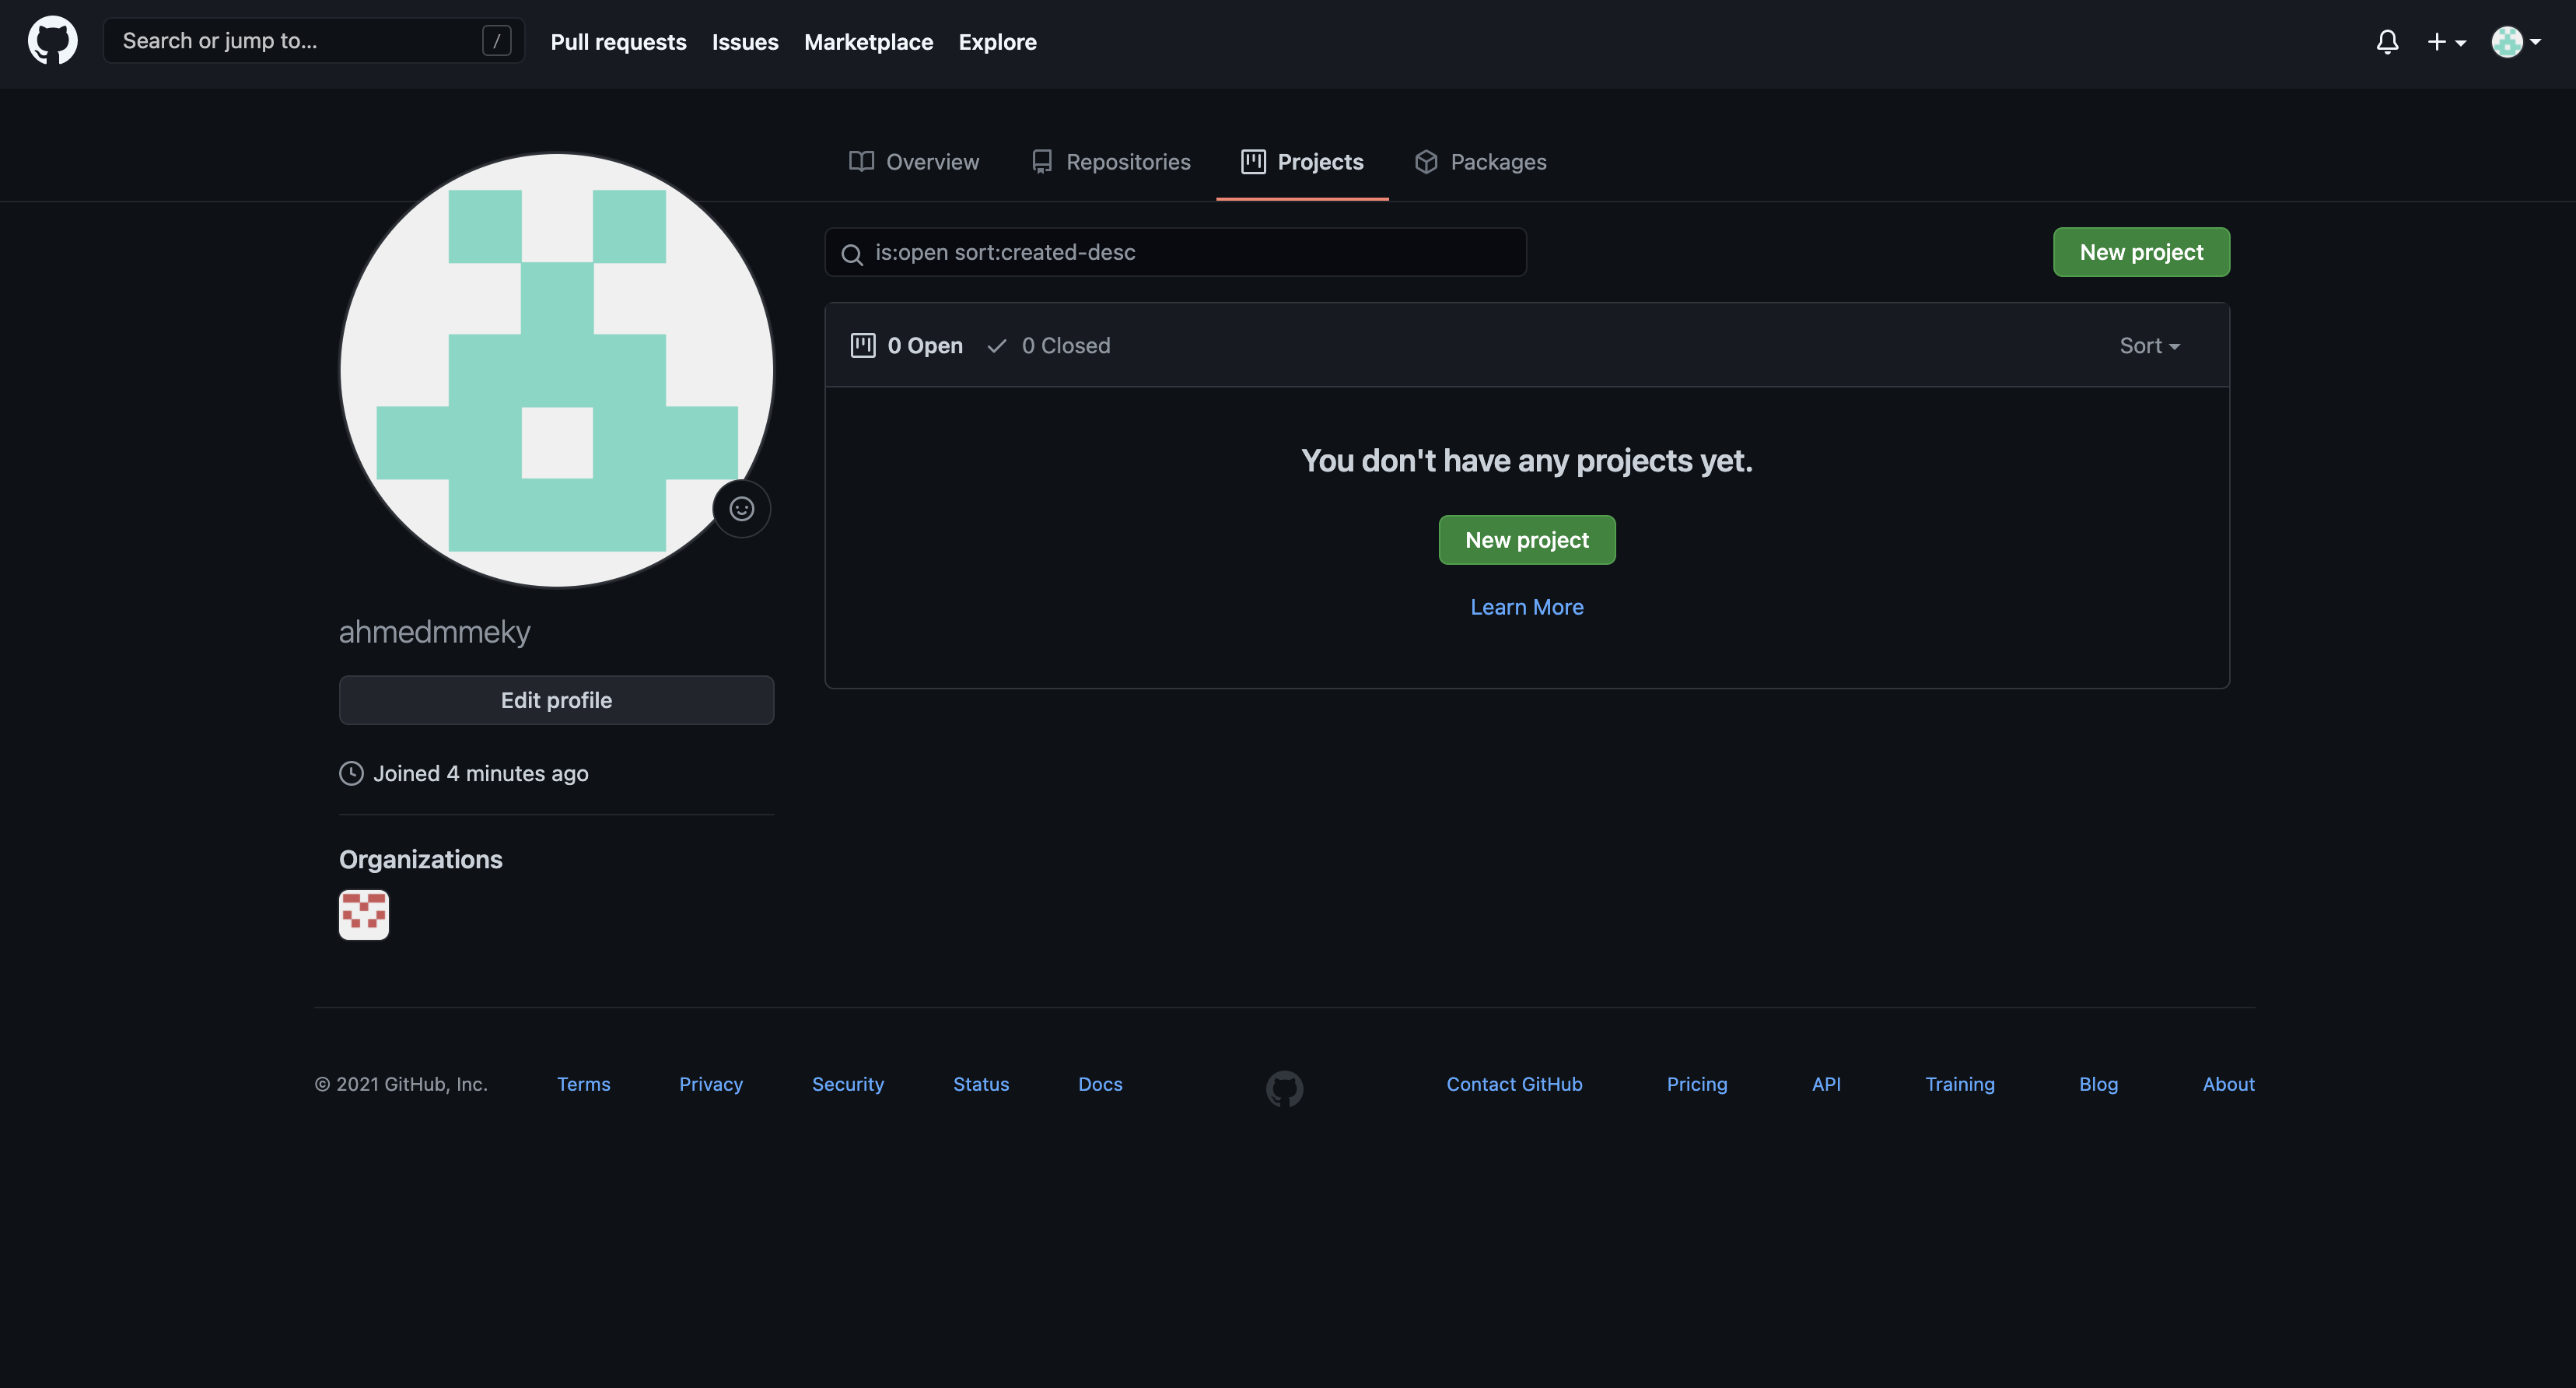 Search or jump to... /
Pull requests Issues Marketplace Explore
Overview Repositories Projects Packages
is:open sort:created-desc
New project
0 Open 0 Closed
Sort
You don't have any projects yet.
New project
Learn More
ahmedmmeky
Edit profile
Joined 4 minutes ago
Organizations
© 2021 GitHub, Inc. Terms Privacy Security Status Docs Contact GitHub Pricing API Training Blog About